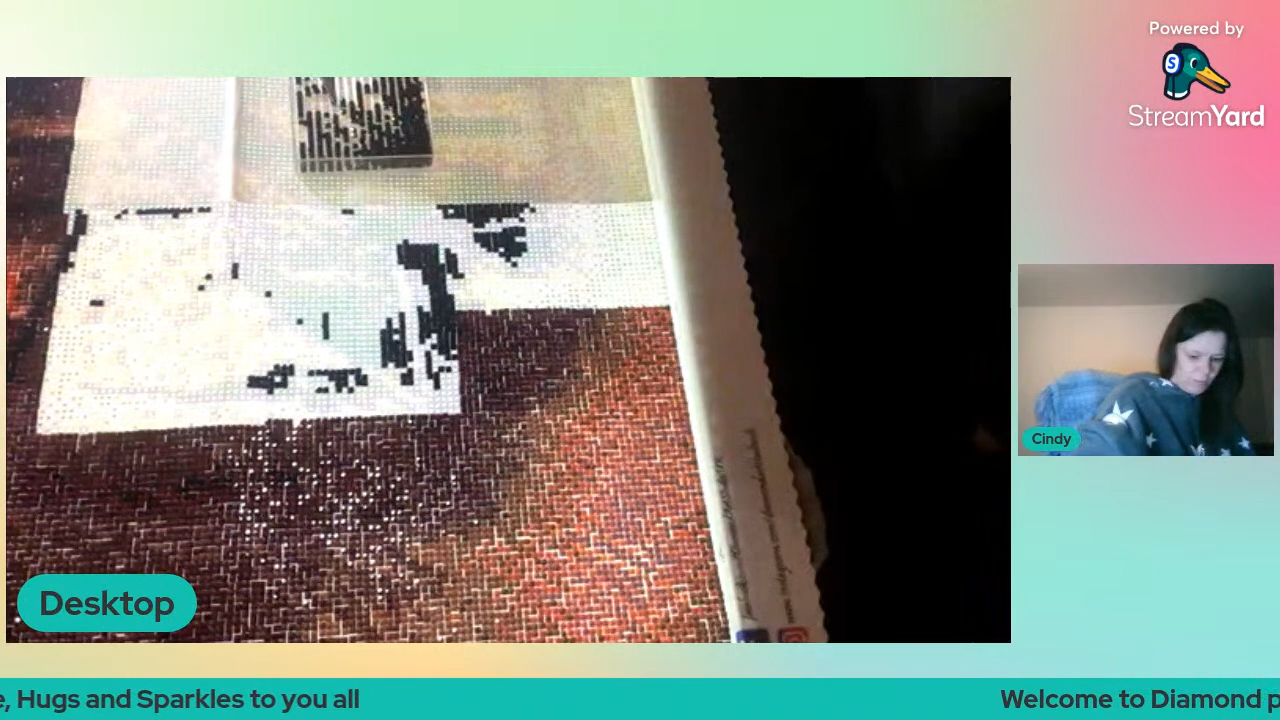 Powered by
StreamYard
S
Cindy
Desktop
e, Hugs and Sparkles to you all
Welcome to Diamond p